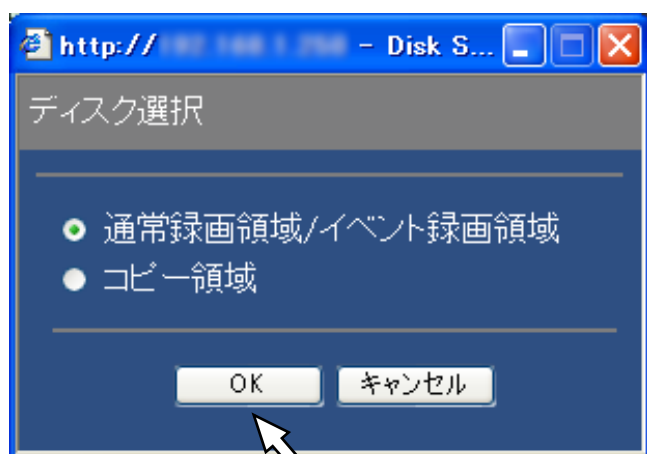 http:// - Disk S...
ディスク選択
通常録画領域/イベント録画領域
コピー領域
OK キャンセル